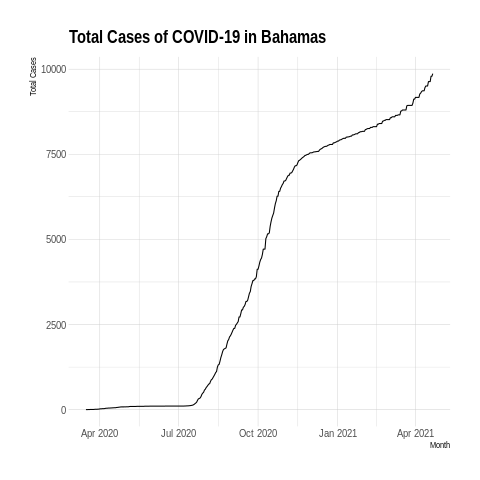 Total Cases of COVID-19 in Bahamas
Total Cases
10000
7500
5000
2500
0
Apr 2020 Jul 2020 Oct 2020 Jan 2021 Apr 2021
Month